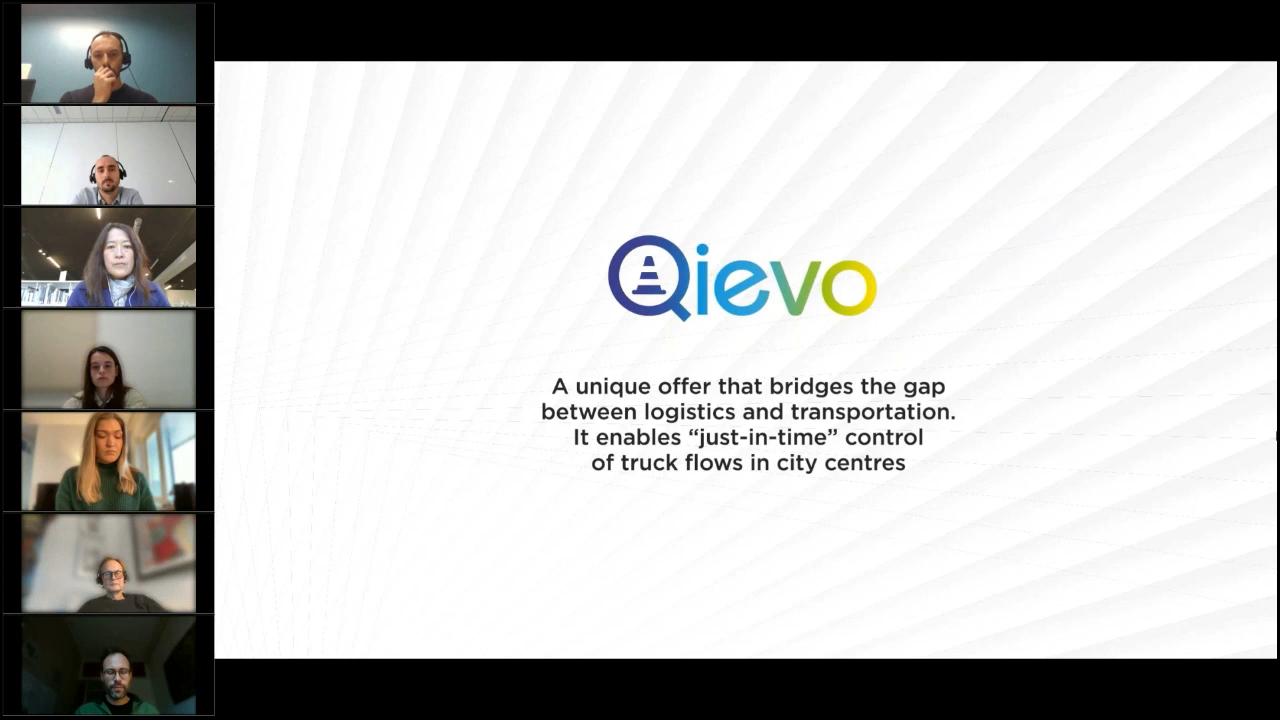 Qievo
A unique offer that bridges the gap
between logistics and transportation.
It enables “just-in-time” control
of truck flows in city centres